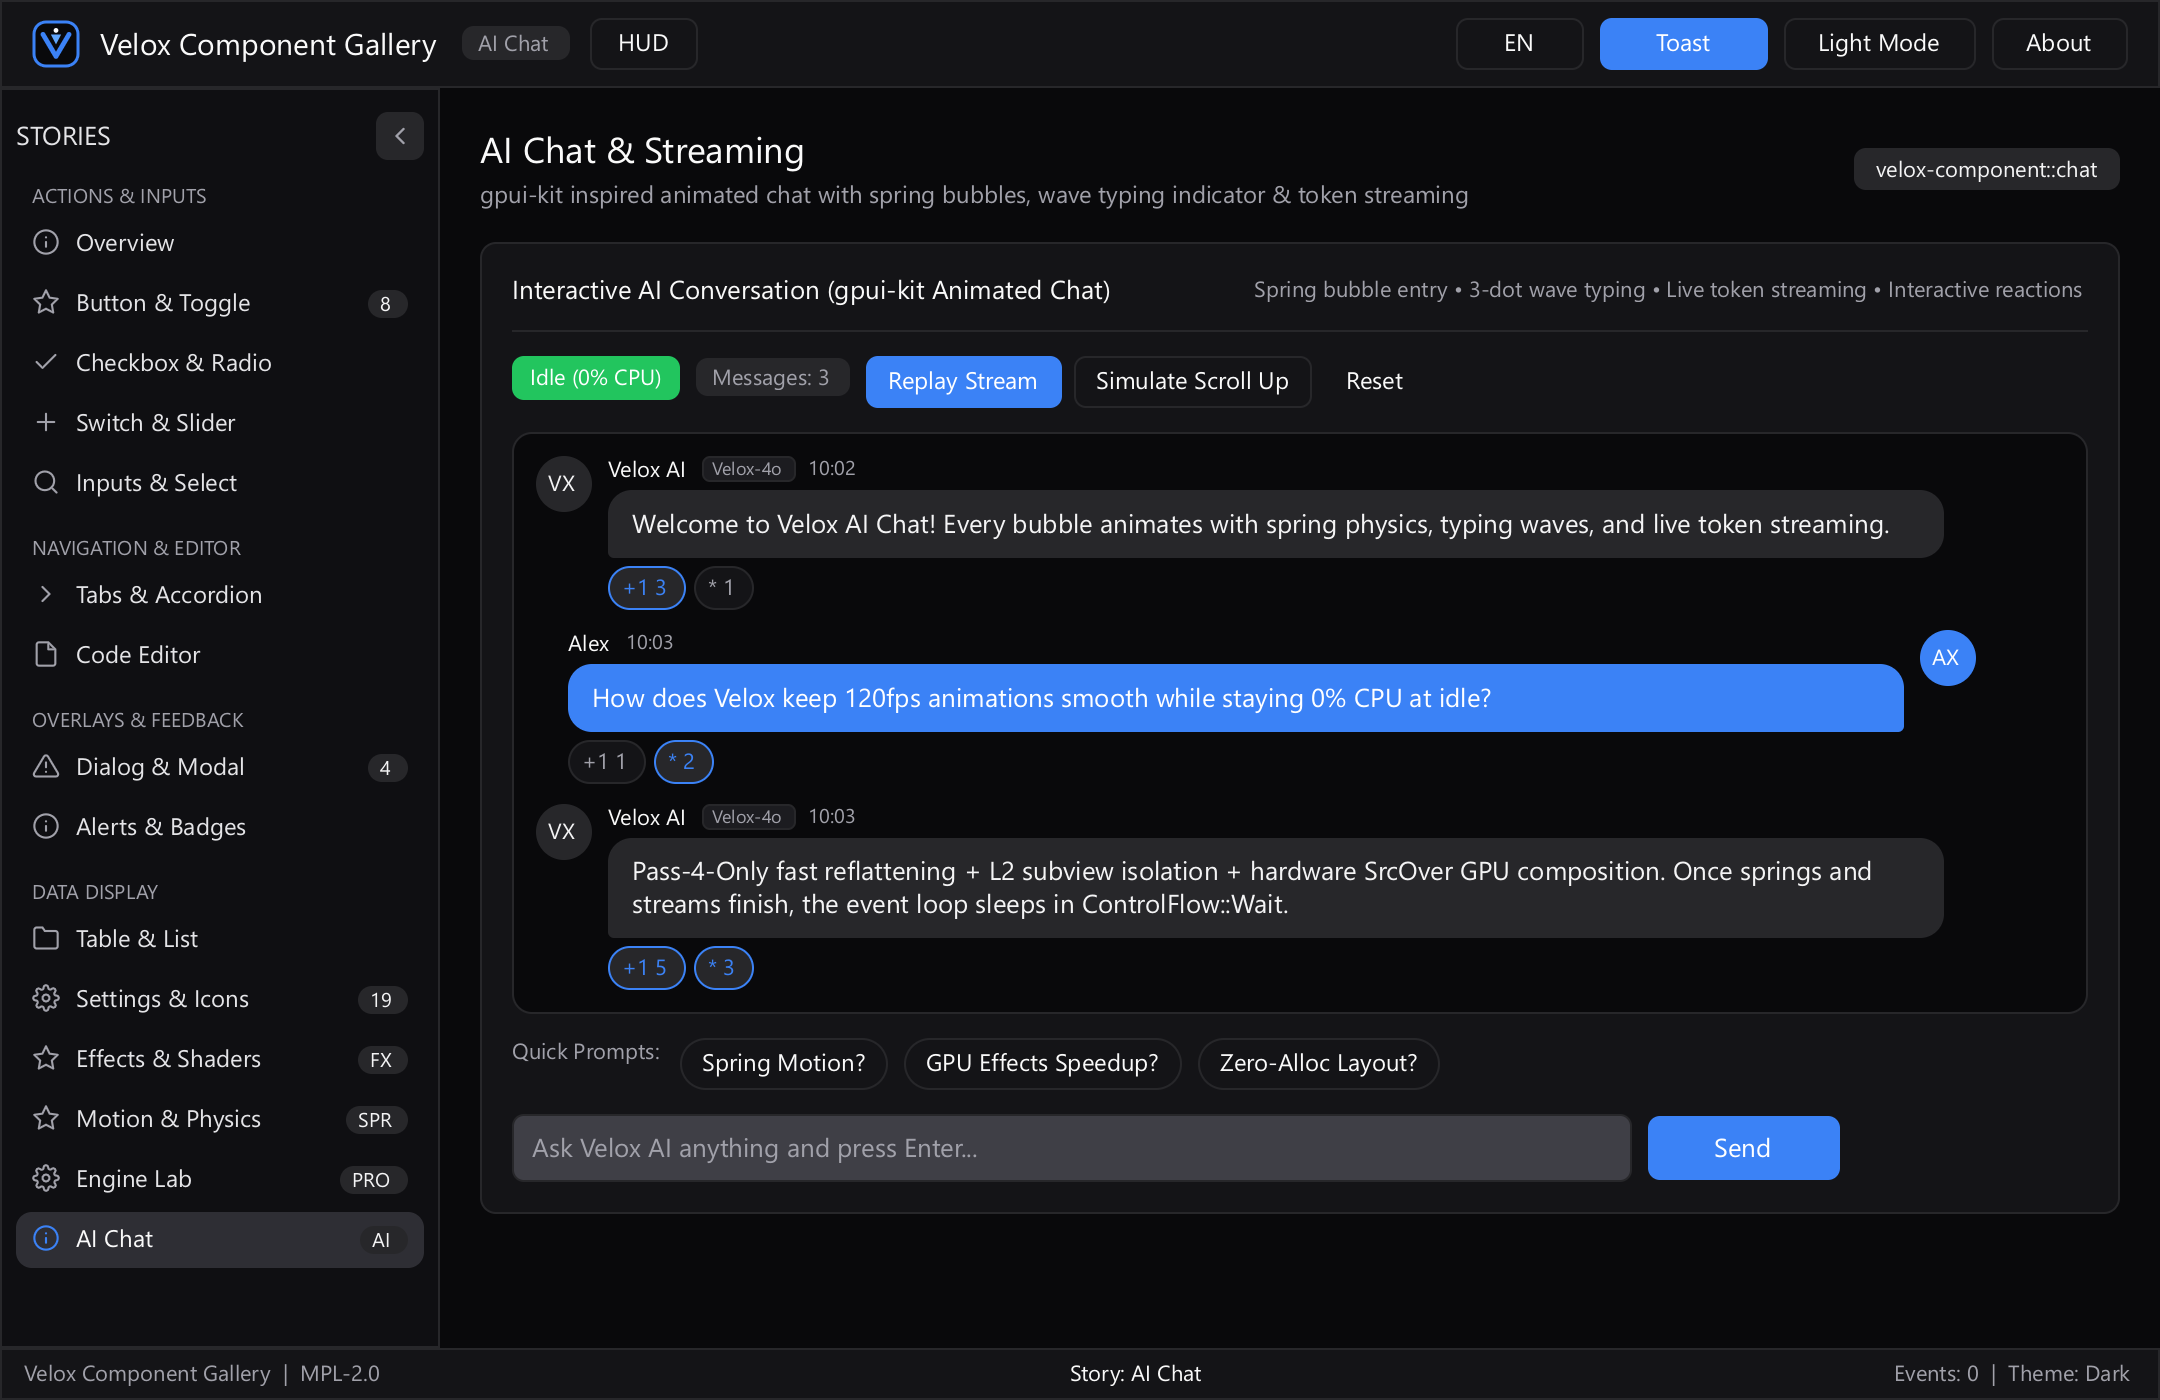 Velox Component Gallery
AI Chat
HUD
EN
Toast
Light Mode
About
STORIES
ACTIONS & INPUTS
Overview
Button & Toggle
8
Checkbox & Radio
Switch & Slider
Inputs & Select
NAVIGATION & EDITOR
Tabs & Accordion
Code Editor
OVERLAYS & FEEDBACK
Dialog & Modal
4
Alerts & Badges
DATA DISPLAY
Table & List
Settings & Icons
19
Effects & Shaders
FX
Motion & Physics
SPR
Engine Lab
PRO
AI Chat
AI
AI Chat & Streaming
gpui-kit inspired animated chat with spring bubbles, wave typing indicator & token streaming
velox-component::chat
Interactive AI Conversation (gpui-kit Animated Chat)
Spring bubble entry • 3-dot wave typing • Live token streaming • Interactive reactions
Idle (0% CPU)
Messages: 3
Replay Stream
Simulate Scroll Up
Reset
VX
Velox AI
Velox-4o
10:02
Welcome to Velox AI Chat! Every bubble animates with spring physics, typing waves, and live token streaming.
+1 3
* 1
Alex
10:03
AX
How does Velox keep 120fps animations smooth while staying 0% CPU at idle?
+1 1
* 2
VX
Velox AI
Velox-4o
10:03
Pass-4-Only fast reflattening + L2 subview isolation + hardware SrcOver GPU composition. Once springs and
streams finish, the event loop sleeps in ControlFlow::Wait.
+1 5
* 3
Quick Prompts:
Spring Motion?
GPU Effects Speedup?
Zero-Alloc Layout?
Ask Velox AI anything and press Enter...
Send
Velox Component Gallery | MPL-2.0
Story: AI Chat
Events: 0 | Theme: Dark